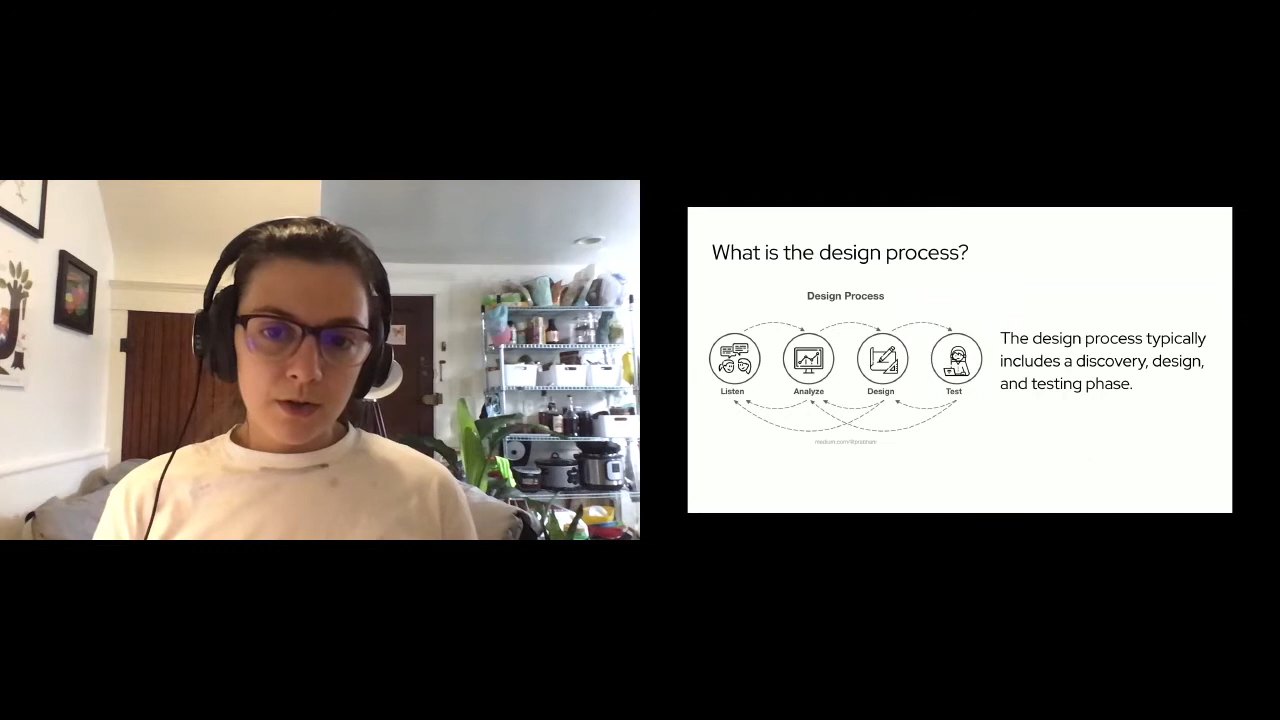 What is the design process?
Design Process
Listen
Analyze
Design
Test
The design process typically
includes a discovery, design,
and testing phase.